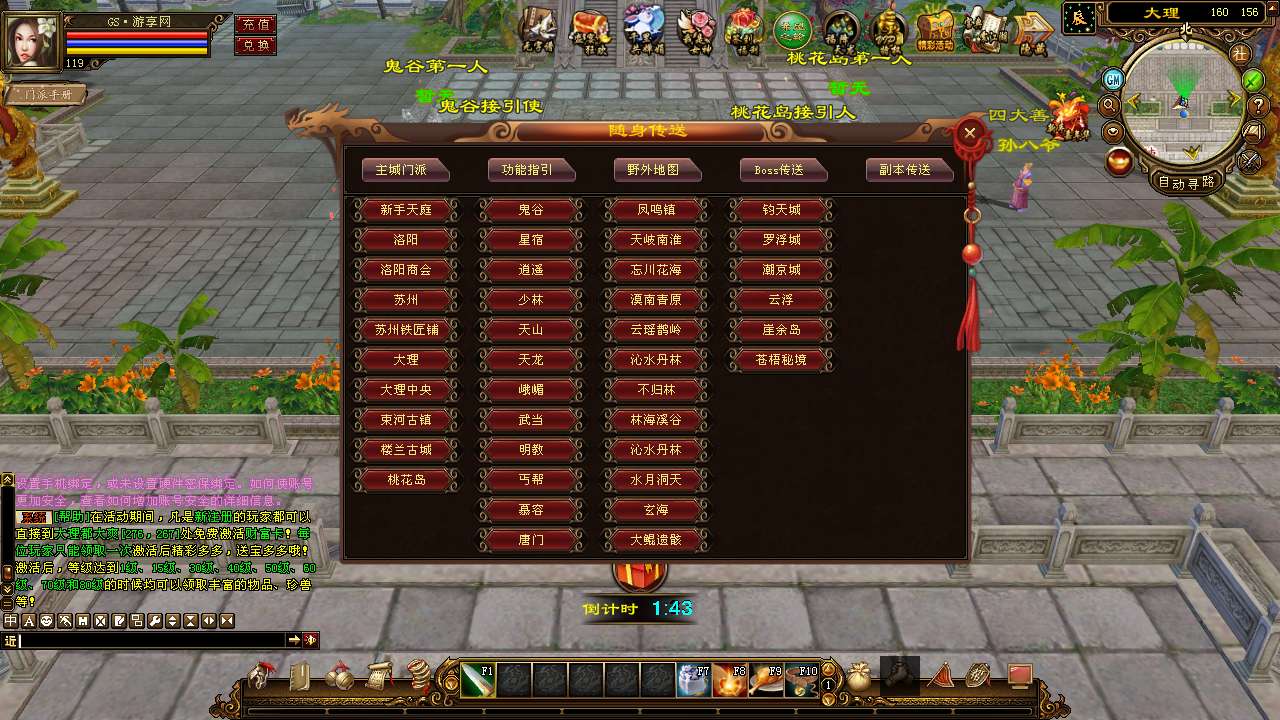 GS·游享网
充值
兑换
119
门派手册
大理
160 156
辰
北
社
GM
自动寻路
鬼谷第一人
暂无
鬼谷接引使
桃花岛第一人
暂无
桃花岛接引人
四大善
孙八爷
精彩活动
随身传送
主城门派
功能指引
野外地图
Boss传送
副本传送
新手天庭
鬼谷
凤鸣镇
钧天城
洛阳
星宿
天岐南淮
罗浮城
洛阳商会
逍遥
忘川花海
潮京城
苏州
少林
滇南青原
云浮
苏州铁匠铺
天山
云瑶鹊岭
崖余岛
大理
天龙
沁水丹林
苍梧秘境
大理中央
峨嵋
不归林
束河古镇
武当
林海溪谷
楼兰古城
明教
沁水丹林
桃花岛
丐帮
水月洞天
慕容
玄海
唐门
大鲲遗骸
设置手机绑定，或未设置硬件密保绑定。如何使账号
更加安全，查看如何增加账号安全的详细信息。
[帮助]在活动期间，凡是新注册的玩家都可以
直接到大理都大爽[276，267]处免费激活财富卡！每
位玩家只能领取一次激活后精彩多多，送宝多多哦！
激活后，等级达到1级、15级、30级、40级、50级、60
级、70级和80级的时候均可以领取丰富的物品、珍兽
等！
倒计时 1:43
近
F1
F7
F8
F9
F10
1